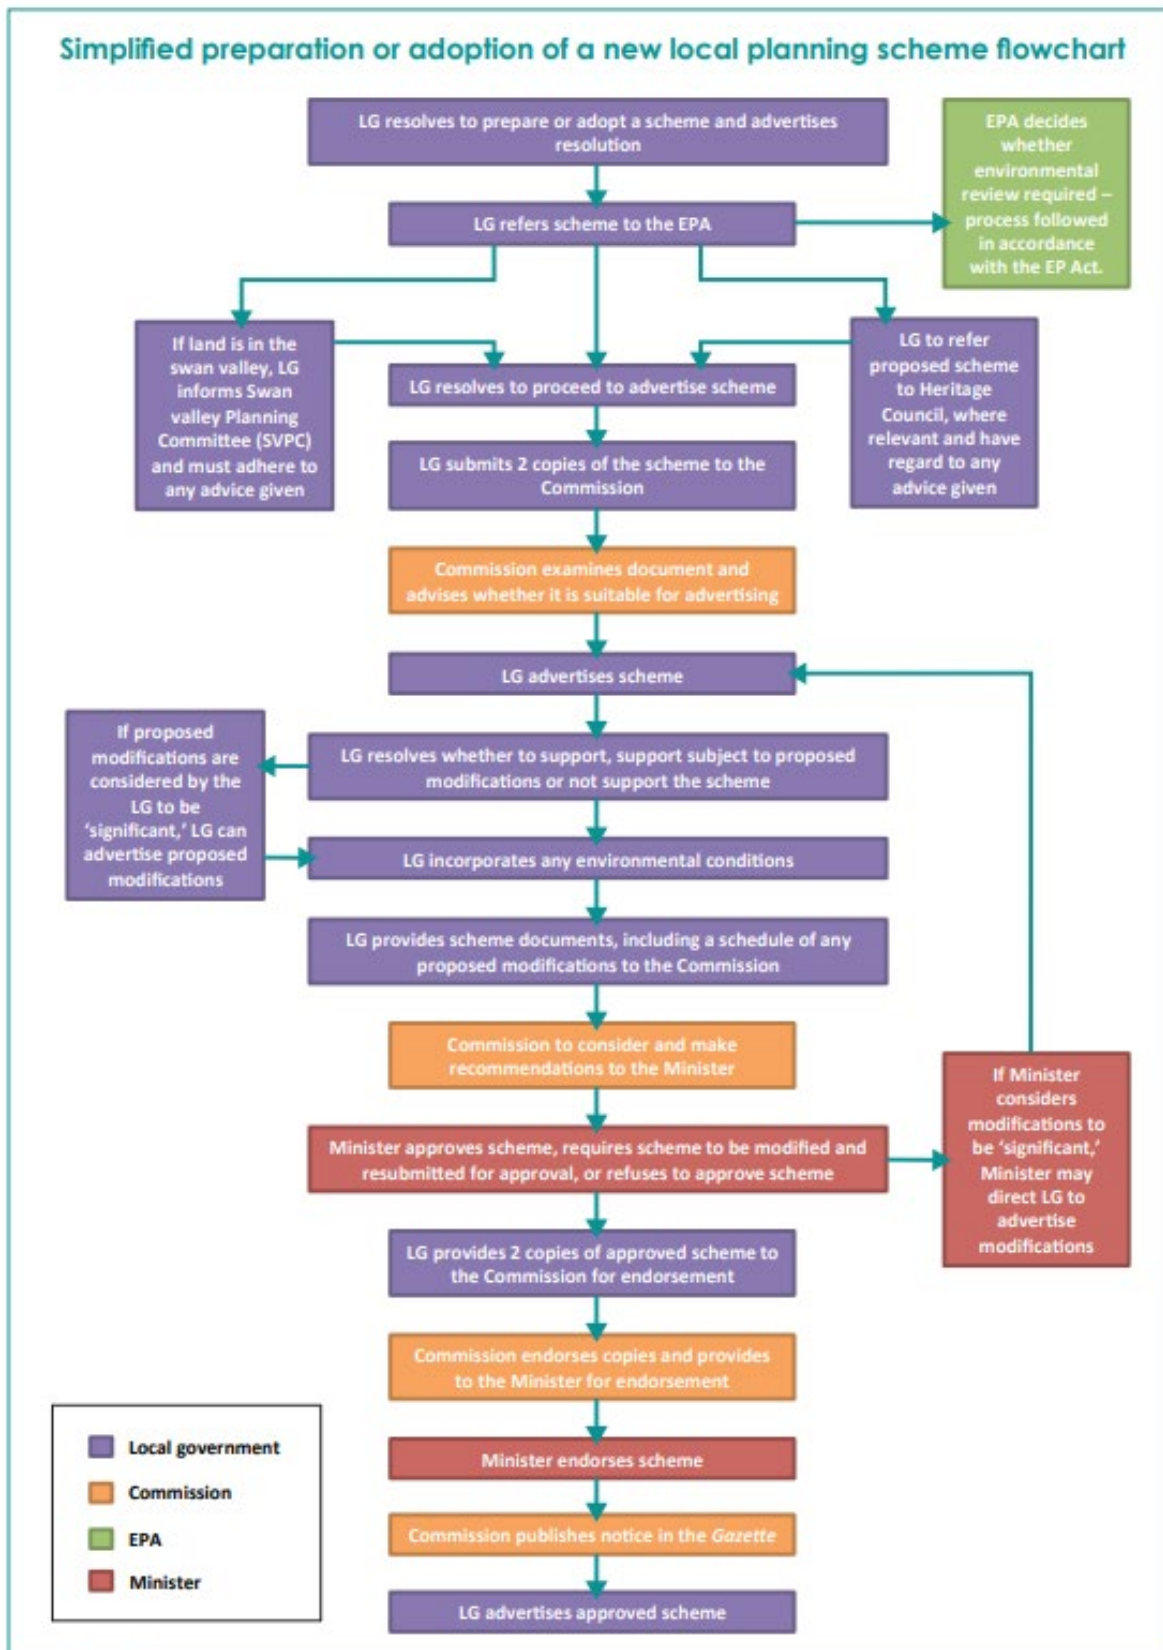 Simplified preparation or adoption of a new local planning scheme flowchart
LG resolves to prepare or adopt a scheme and advertises
resolution
EPA decides
whether
environmental
review required –
process followed
in accordance
with the EP Act.
LG refers scheme to the EPA
If land is in the
swan valley, LG
informs Swan
valley Planning
Committee (SVPC)
and must adhere to
any advice given
LG resolves to proceed to advertise scheme
LG to refer
proposed scheme
to Heritage
Council, where
relevant and have
regard to any
advice given
LG submits 2 copies of the scheme to the
Commission
Commission examines document and
advises whether it is suitable for advertising
LG advertises scheme
If proposed
modifications are
considered by the
LG to be
‘significant,’ LG can
advertise proposed
modifications
LG resolves whether to support, support subject to proposed
modifications or not support the scheme
LG incorporates any environmental conditions
LG provides scheme documents, including a schedule of any
proposed modifications to the Commission
Commission to consider and make
recommendations to the Minister
Minister approves scheme, requires scheme to be modified and
resubmitted for approval, or refuses to approve scheme
If Minister
considers
modifications to
be ‘significant,’
Minister may
direct LG to
advertise
modifications
LG provides 2 copies of approved scheme to
the Commission for endorsement
Commission endorses copies and provides
to the Minister for endorsement
Minister endorses scheme
Commission publishes notice in the Gazette
LG advertises approved scheme
Local government
Commission
EPA
Minister